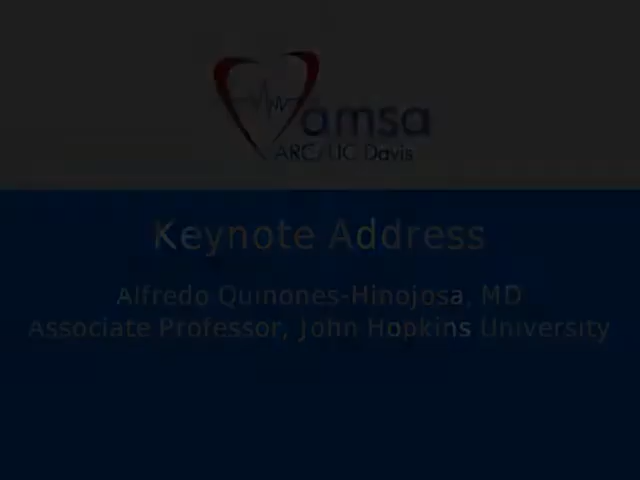 amsa
ARC/UC Davis
Keynote Address
Alfredo Quinones-Hinojosa, MD
Associate Professor, John Hopkins University